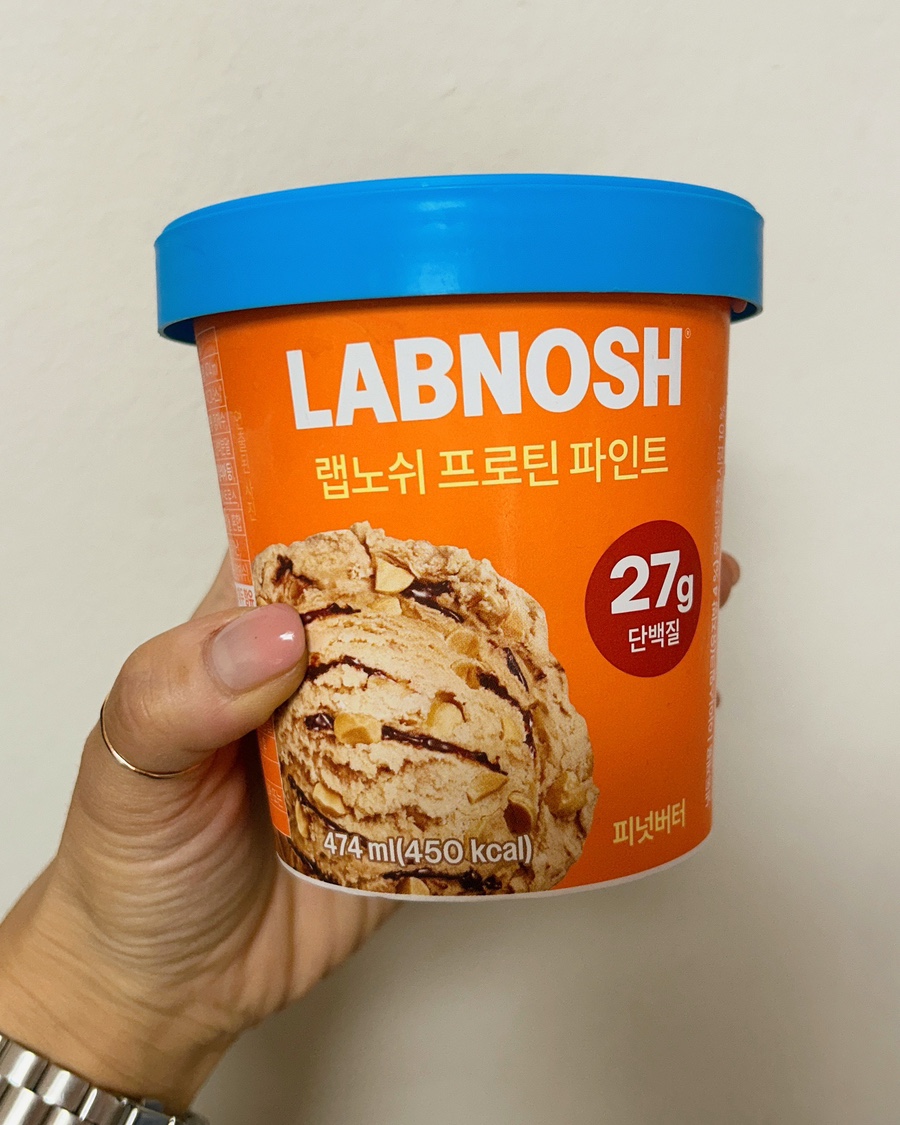 LABNOSH®
랩노쉬 프로틴 파인트
27g
단백질
474 ml(450 kcal)
피넛버터